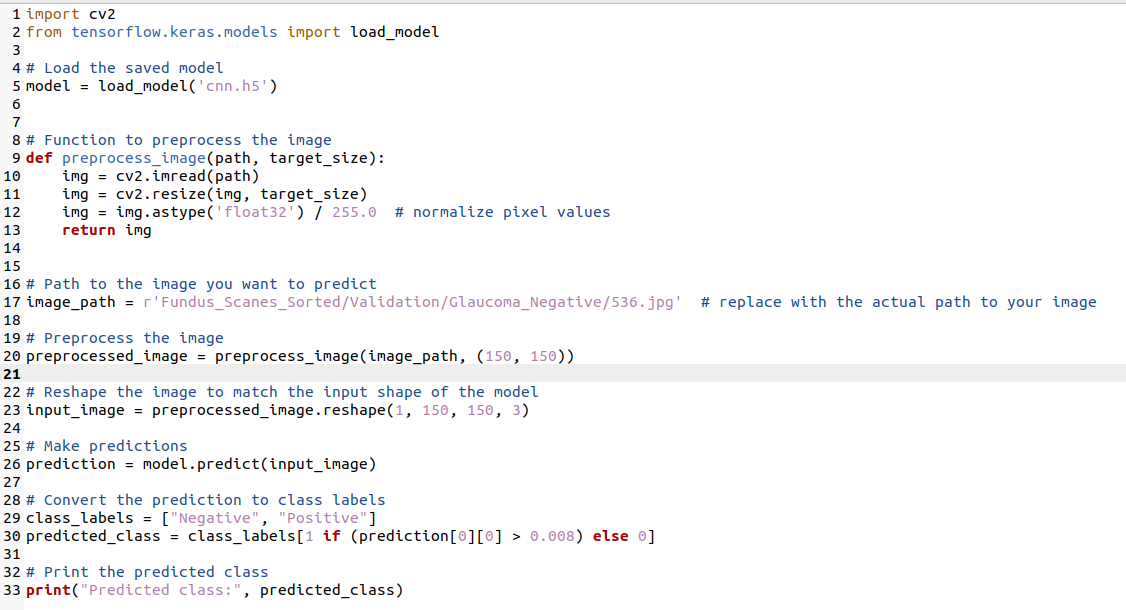 1 import cv2
2 from tensorflow.keras.models import load_model
3
4 # Load the saved model
5 model = load_model('cnn.h5')
6
7
8 # Function to preprocess the image
9 def preprocess_image(path, target_size):
10     img = cv2.imread(path)
11     img = cv2.resize(img, target_size)
12     img = img.astype('float32') / 255.0  # normalize pixel values
13     return img
14
15
16 # Path to the image you want to predict
17 image_path = r'Fundus_Scanes_Sorted/Validation/Glaucoma_Negative/536.jpg'  # replace with the actual path to your image
18
19 # Preprocess the image
20 preprocessed_image = preprocess_image(image_path, (150, 150))
21
22 # Reshape the image to match the input shape of the model
23 input_image = preprocessed_image.reshape(1, 150, 150, 3)
24
25 # Make predictions
26 prediction = model.predict(input_image)
27
28 # Convert the prediction to class labels
29 class_labels = ["Negative", "Positive"]
30 predicted_class = class_labels[1 if (prediction[0][0] > 0.008) else 0]
31
32 # Print the predicted class
33 print("Predicted class:", predicted_class)